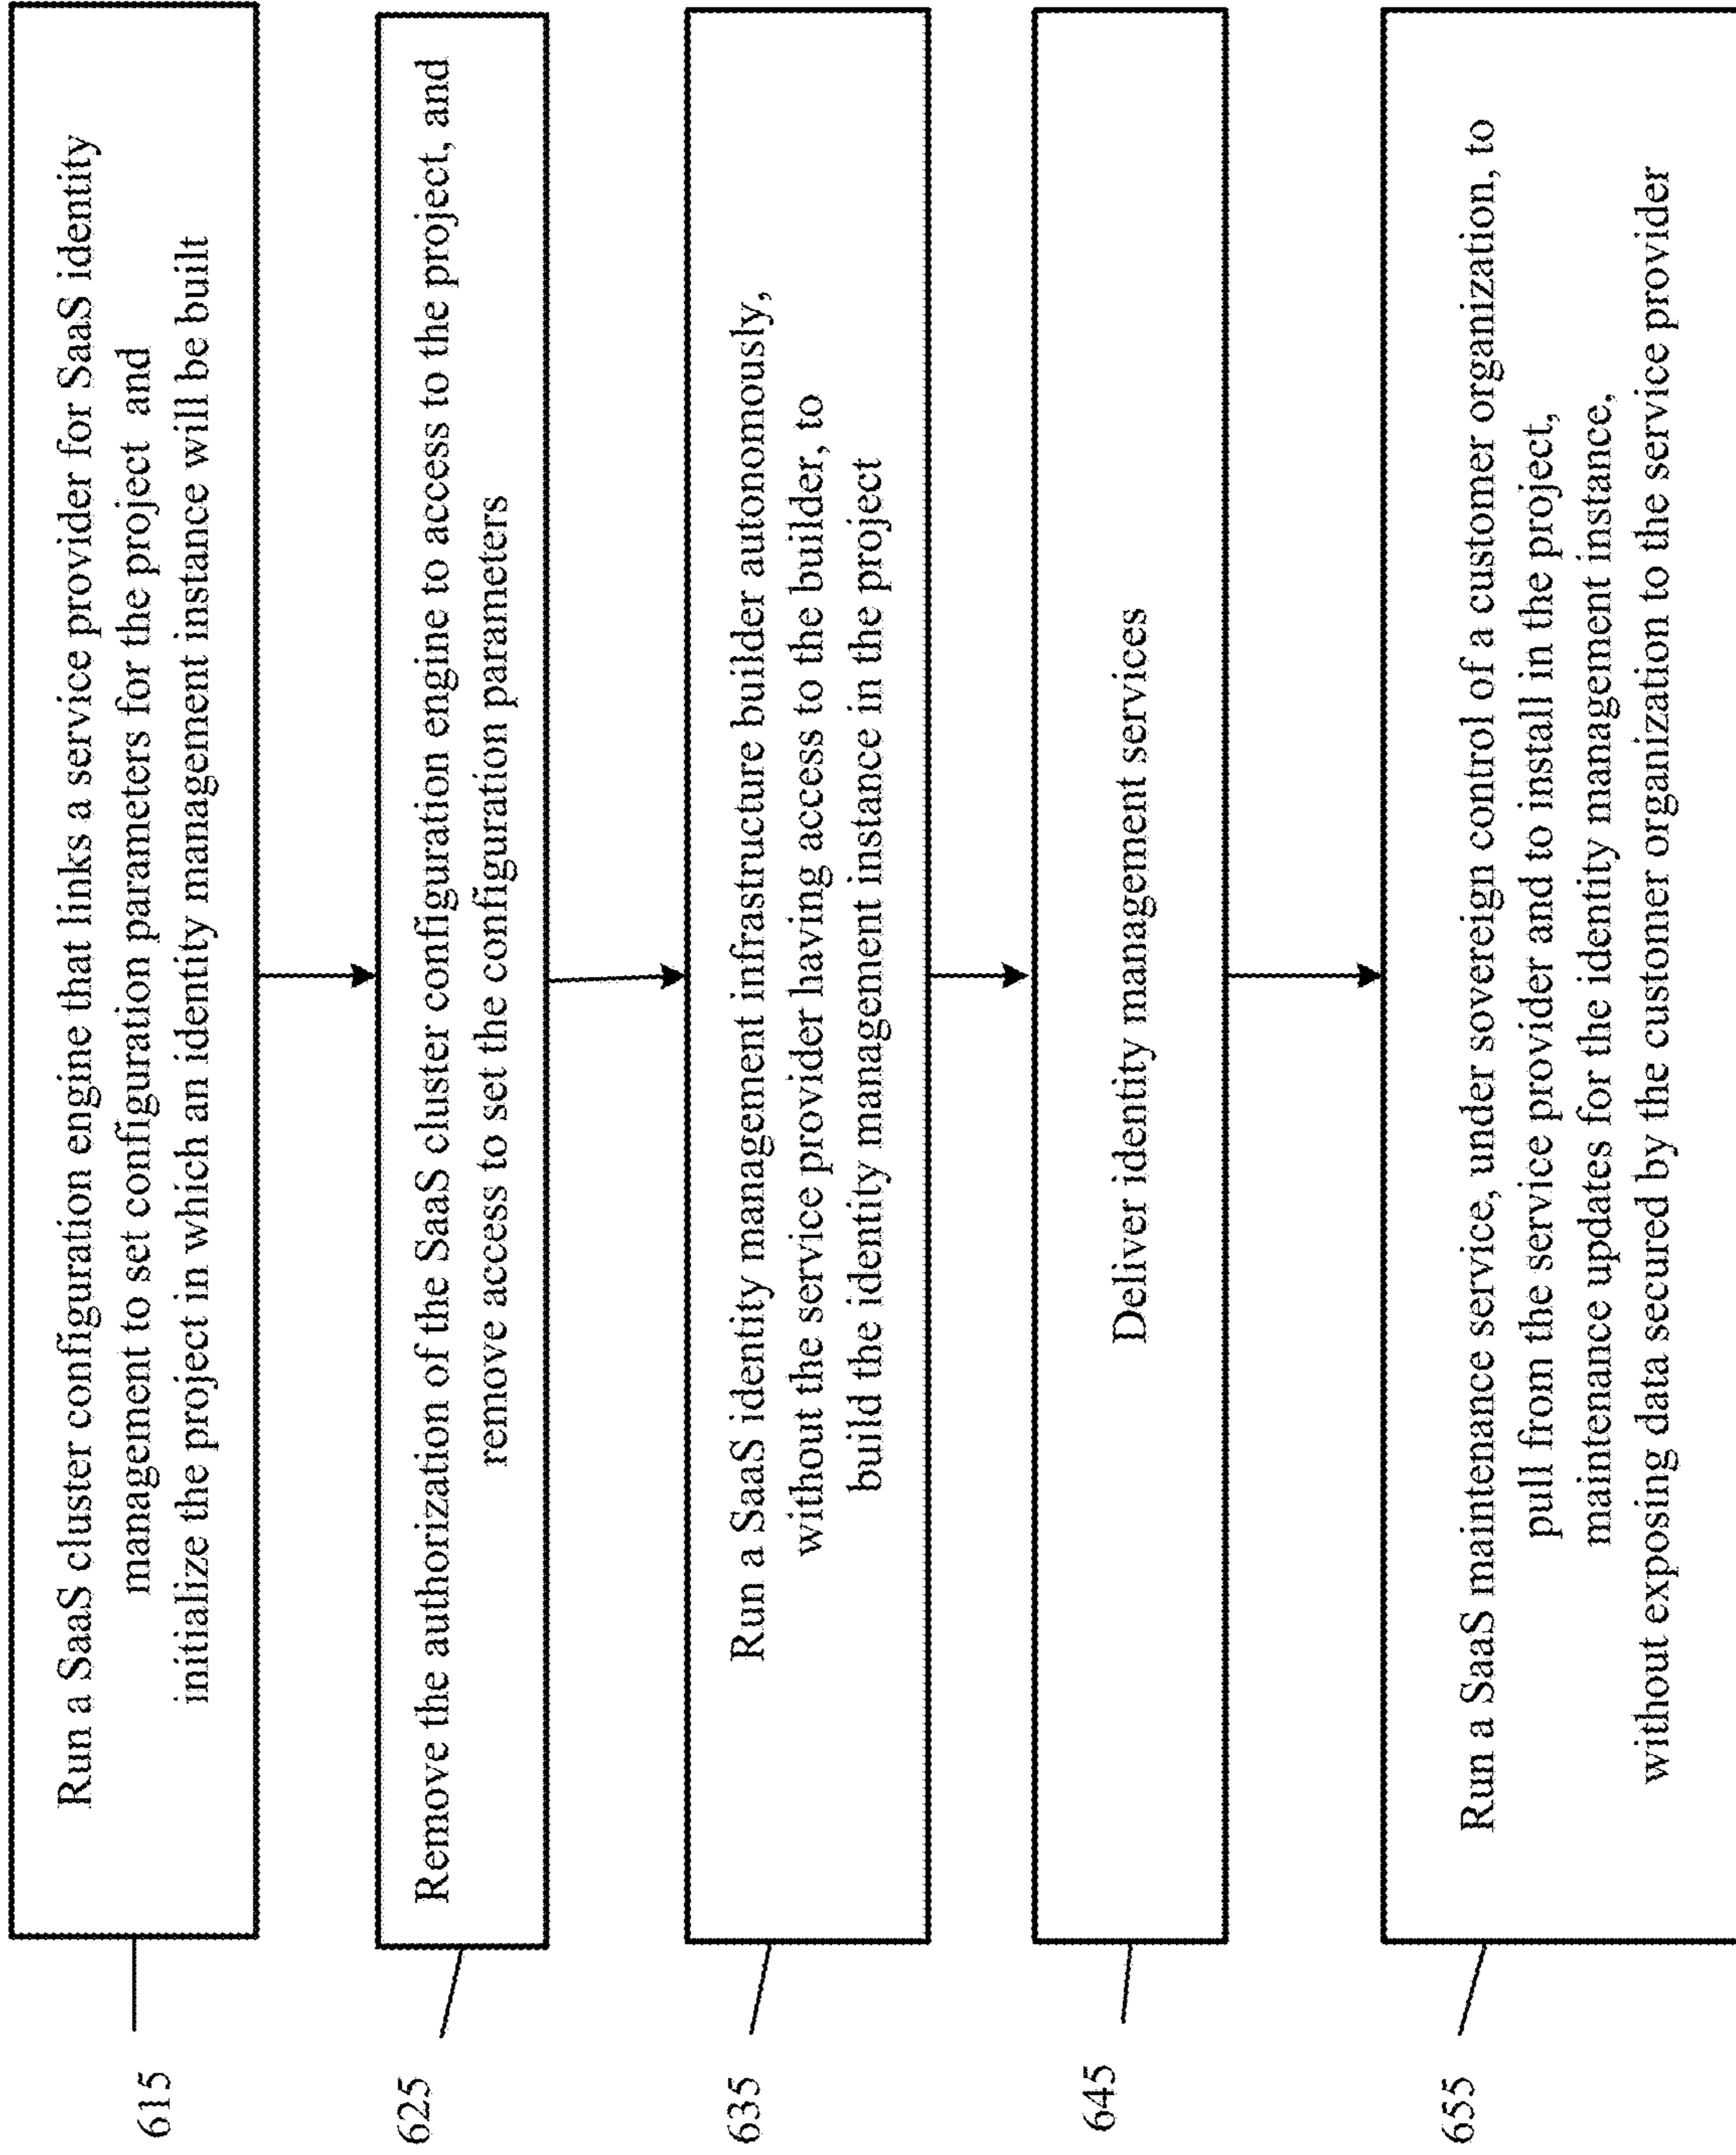 615
Run a SaaS cluster configuration engine that links a service provider for SaaS identity
management to set configuration parameters for the project and
initialize the project in which an identity management instance will be built
625
Remove the authorization of the SaaS cluster configuration engine to access to the project, and
remove access to set the configuration parameters
635
Run a SaaS identity management infrastructure builder autonomously,
without the service provider having access to the builder, to
build the identity management instance in the project
645
Deliver identity management services
655
Run a SaaS maintenance service, under sovereign control of a customer organization, to
pull from the service provider and to install in the project,
maintenance updates for the identity management instance,
without exposing data secured by the customer organization to the service provider